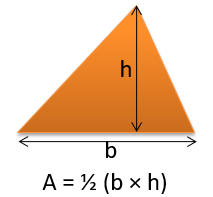 h
b
A = ½ (b × h)